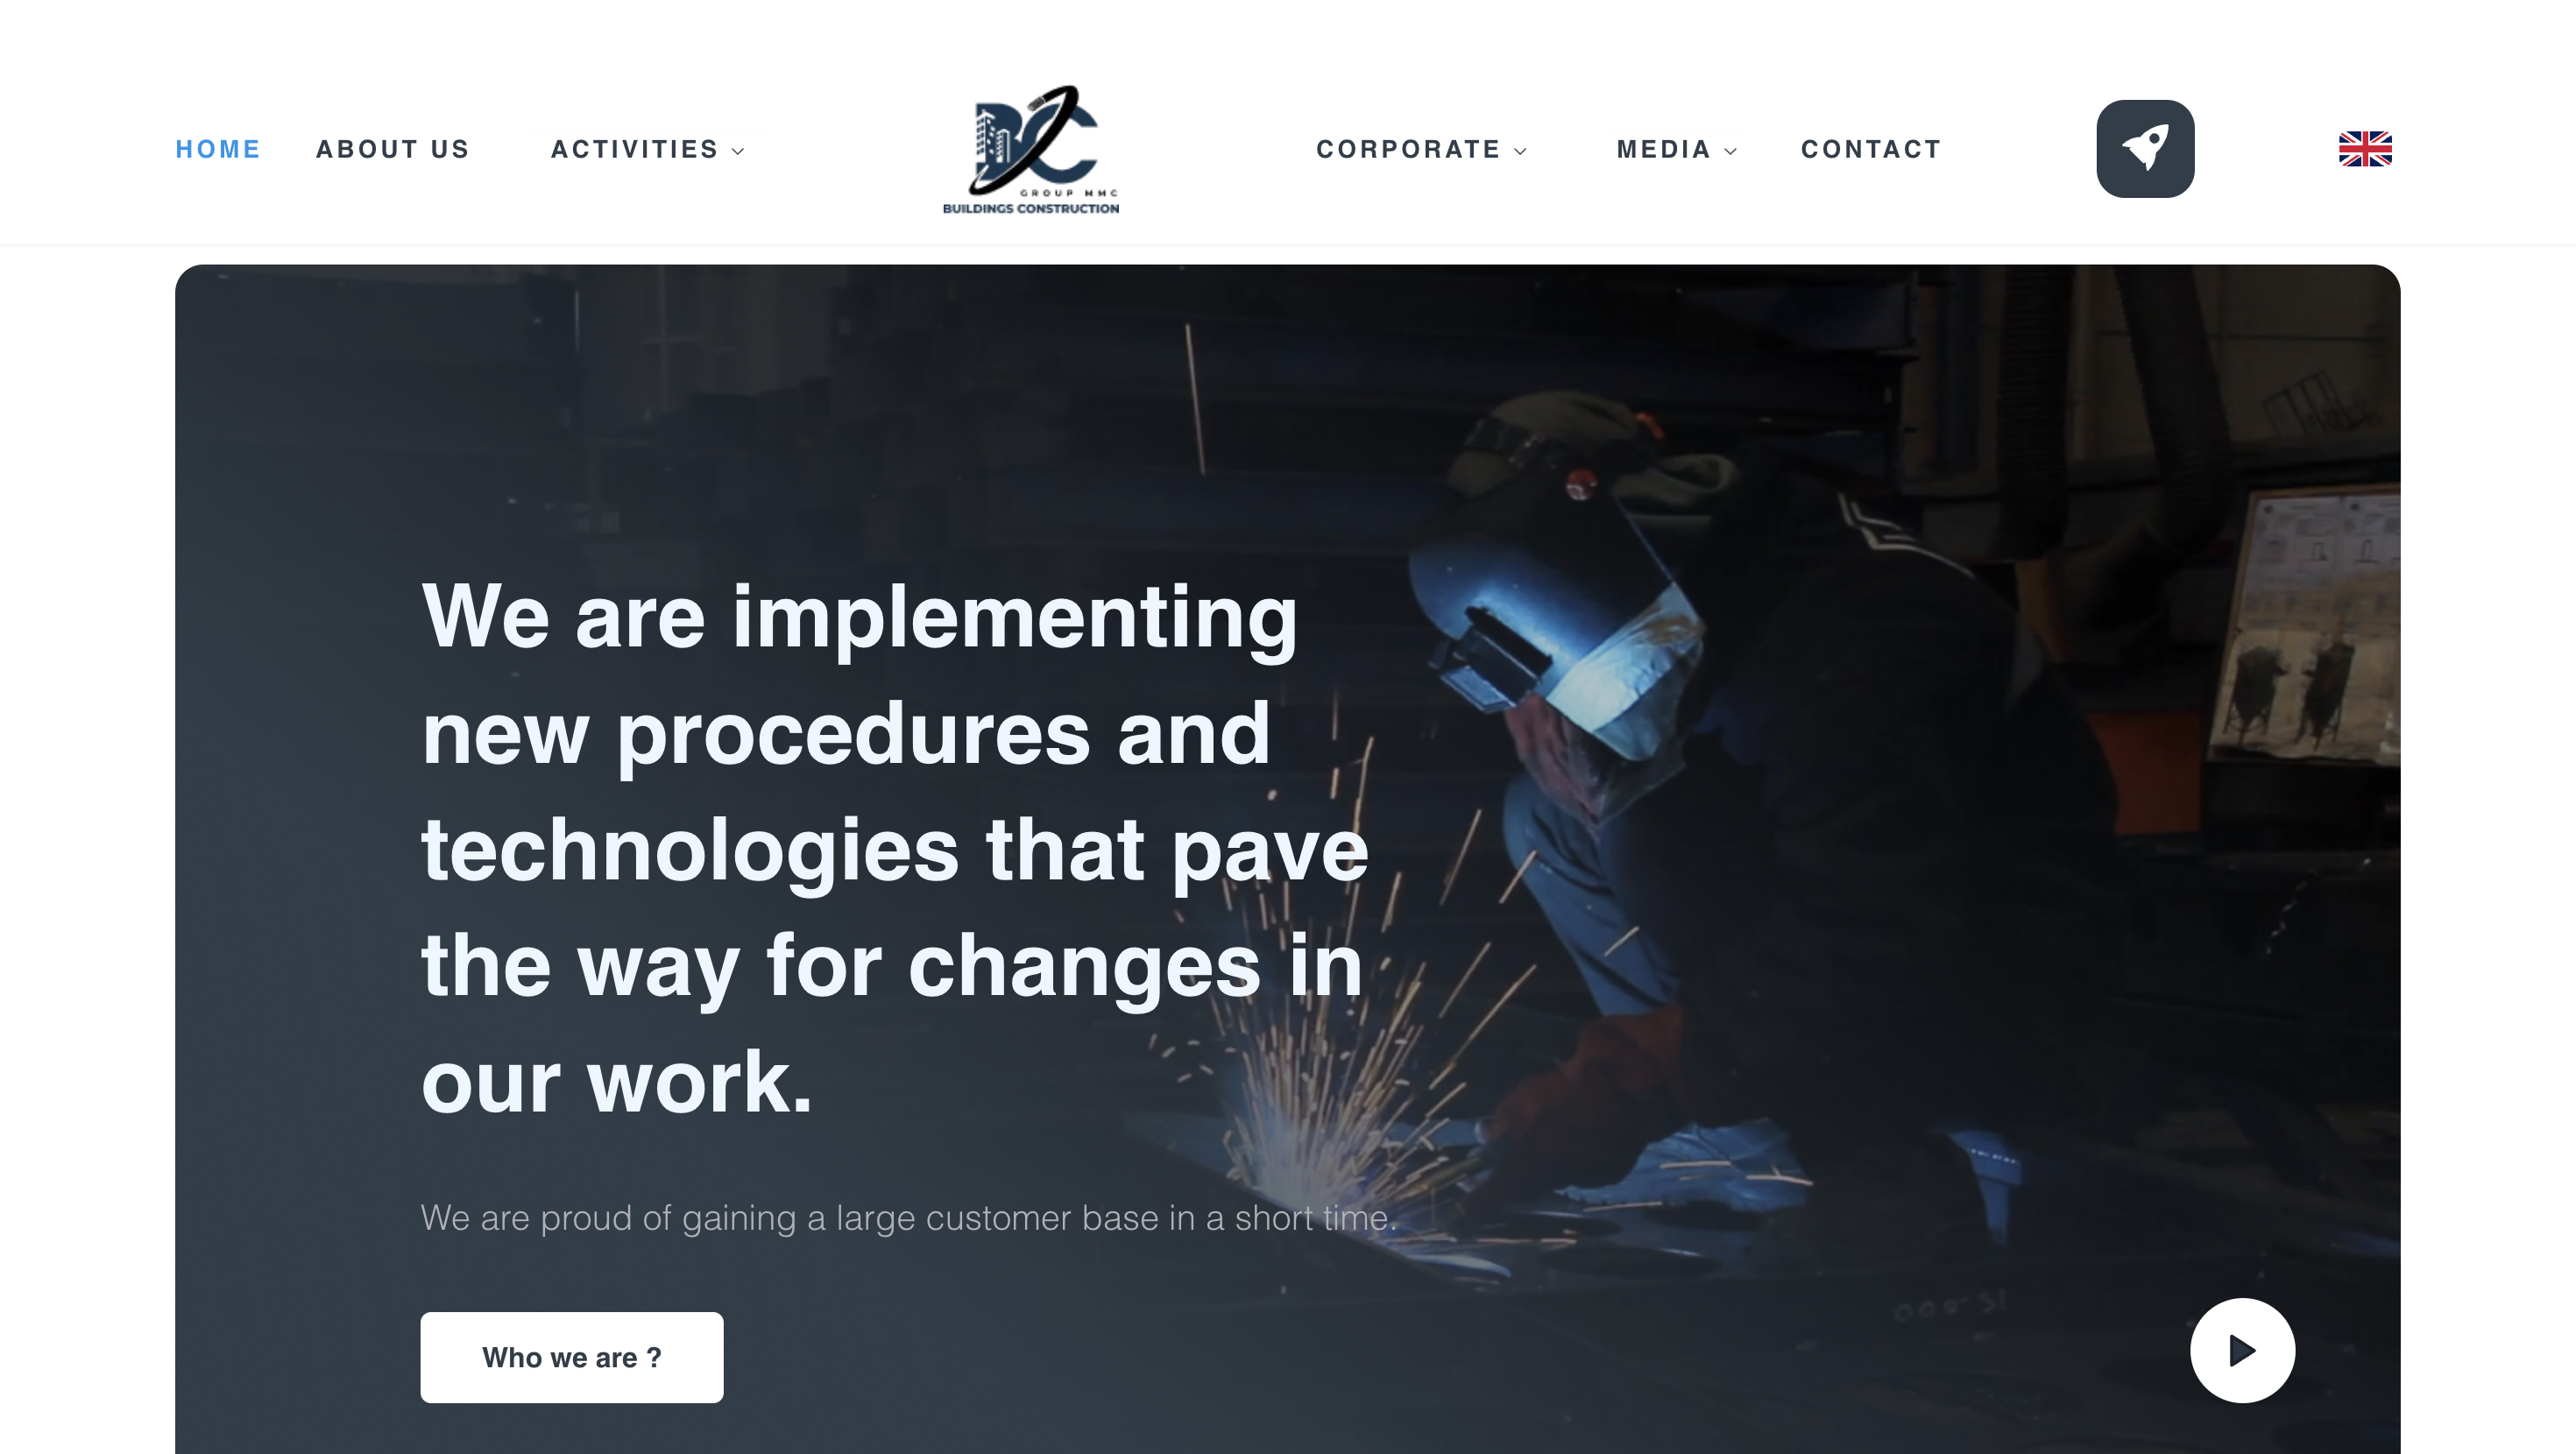 HOME
ABOUT US
ACTIVITIES
BC
GROUP MMC
BUILDINGS CONSTRUCTION
CORPORATE
MEDIA
CONTACT
We are implementing
new procedures and
technologies that pave
the way for changes in
our work.
We are proud of gaining a large customer base in a short time.
Who we are ?